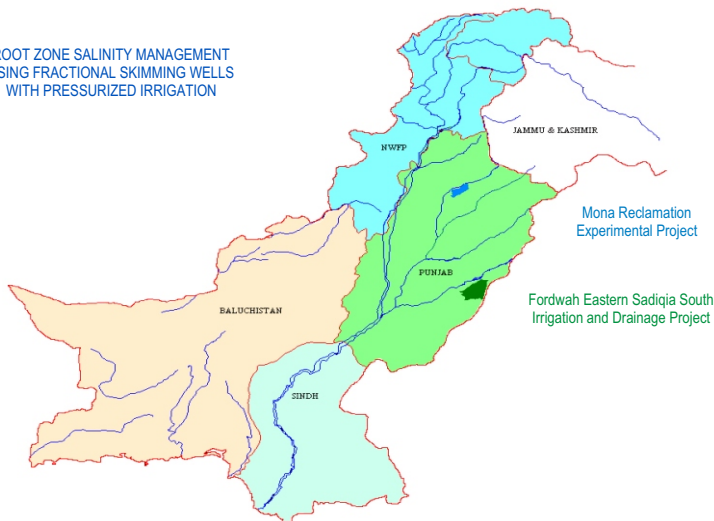 ROOT ZONE SALINITY MANAGEMENT
USING FRACTIONAL SKIMMING WELLS
WITH PRESSURIZED IRRIGATION
JAMMU & KASHMIR
NWFP
Mona Reclamation
Experimental Project
PUNJAB
Fordwah Eastern Sadiqia South
Irrigation and Drainage Project
BALUCHISTAN
SINDH